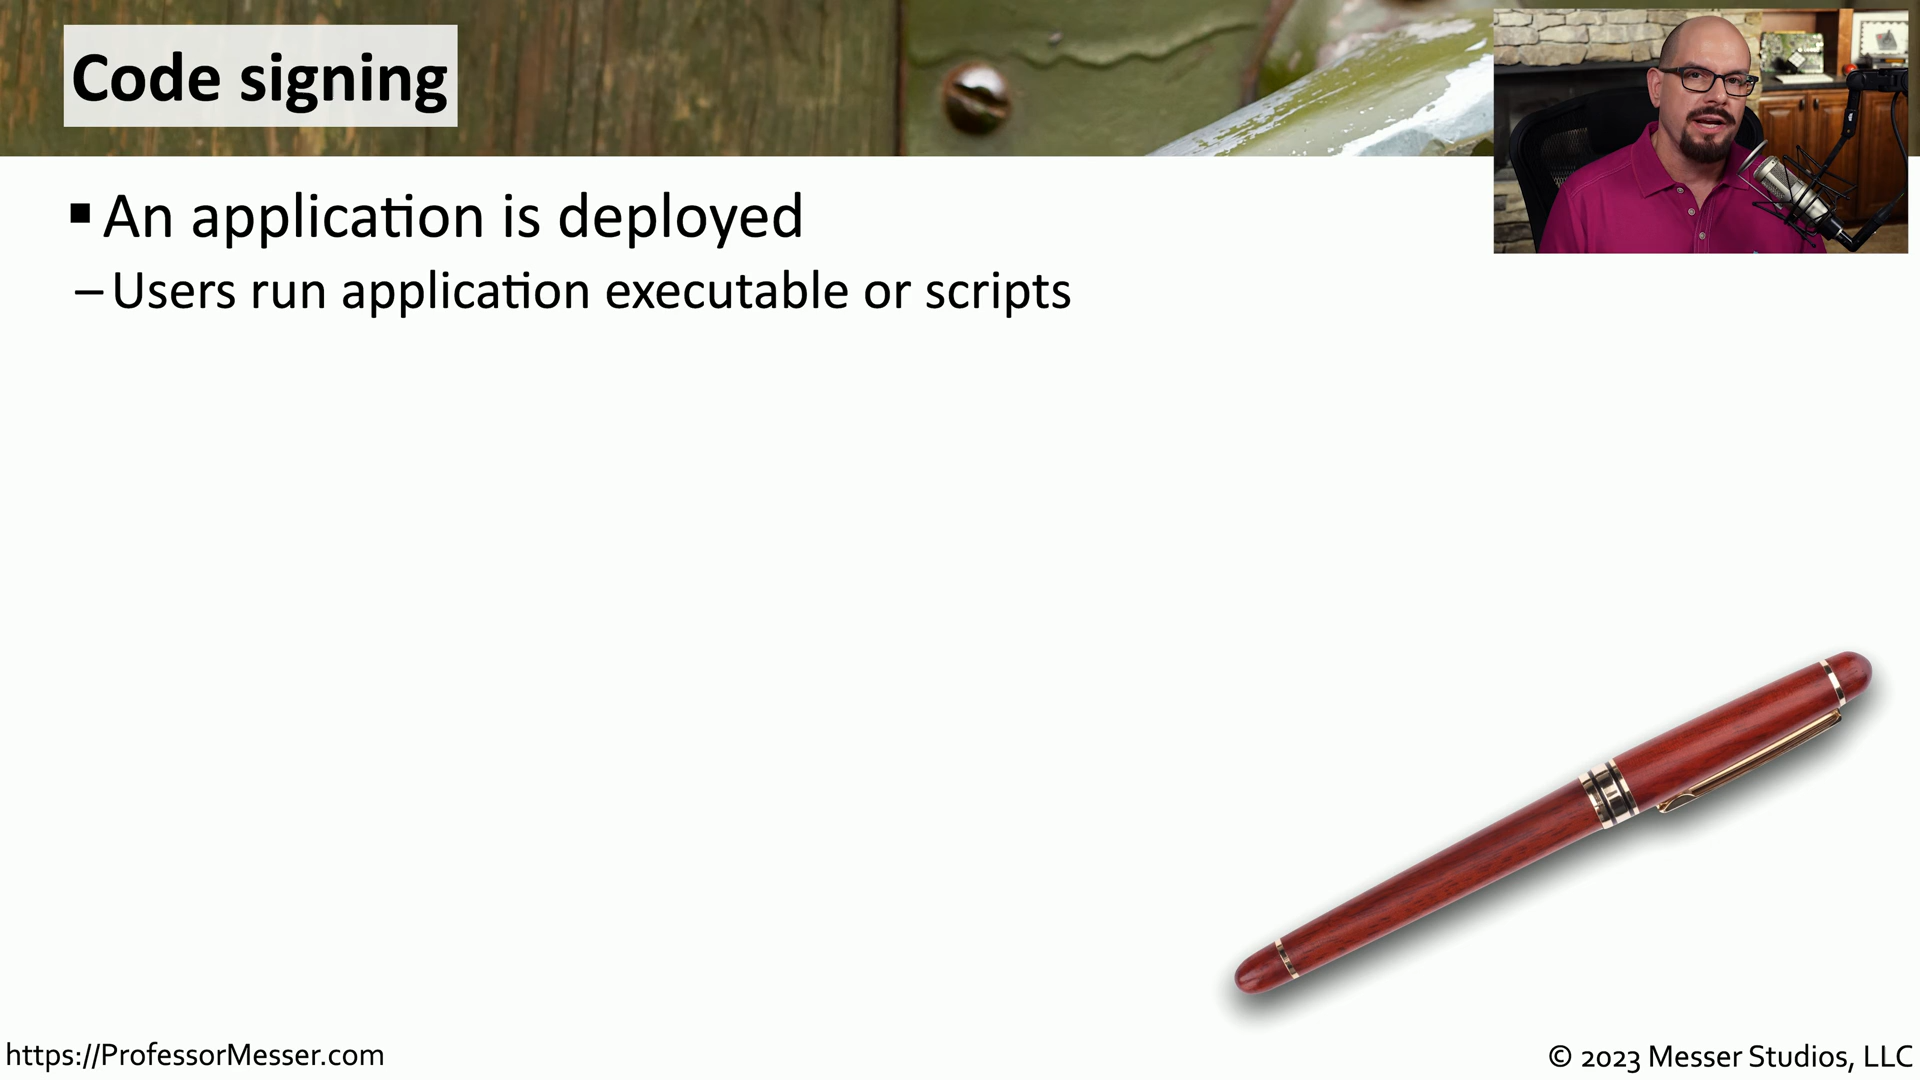 Code signing
▪ An application is deployed
– Users run application executable or scripts
https://ProfessorMesser.com
© 2023 Messer Studios, LLC